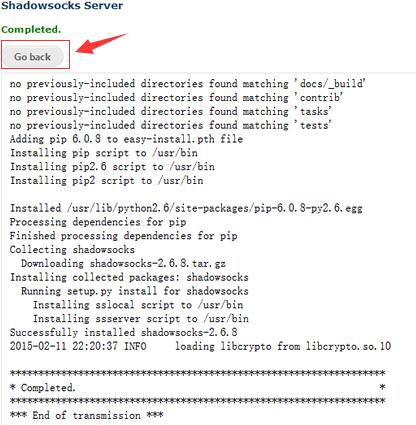 Shadowsocks Server
Completed.
Go back
no previously-included directories found matching 'docs/_build'
no previously-included directories found matching 'contrib'
no previously-included directories found matching 'tasks'
no previously-included directories found matching 'tests'
Adding pip 6.0.8 to easy-install.pth file
Installing pip script to /usr/bin
Installing pip2.6 script to /usr/bin
Installing pip2 script to /usr/bin
Installed /usr/lib/python2.6/site-packages/pip-6.0.8-py2.6.egg
Processing dependencies for pip
Finished processing dependencies for pip
Collecting shadowsocks
Downloading shadowsocks-2.6.8.tar.gz
Installing collected packages: shadowsocks
Running setup.py install for shadowsocks
Installing sslocal script to /usr/bin
Installing ssserver script to /usr/bin
Successfully installed shadowsocks-2.6.8
2015-02-11 22:20:37 INFO     loading libcrypto from libcrypto.so.10
******************************************************************
* Completed. *
******************************************************************
*** End of transmission ***